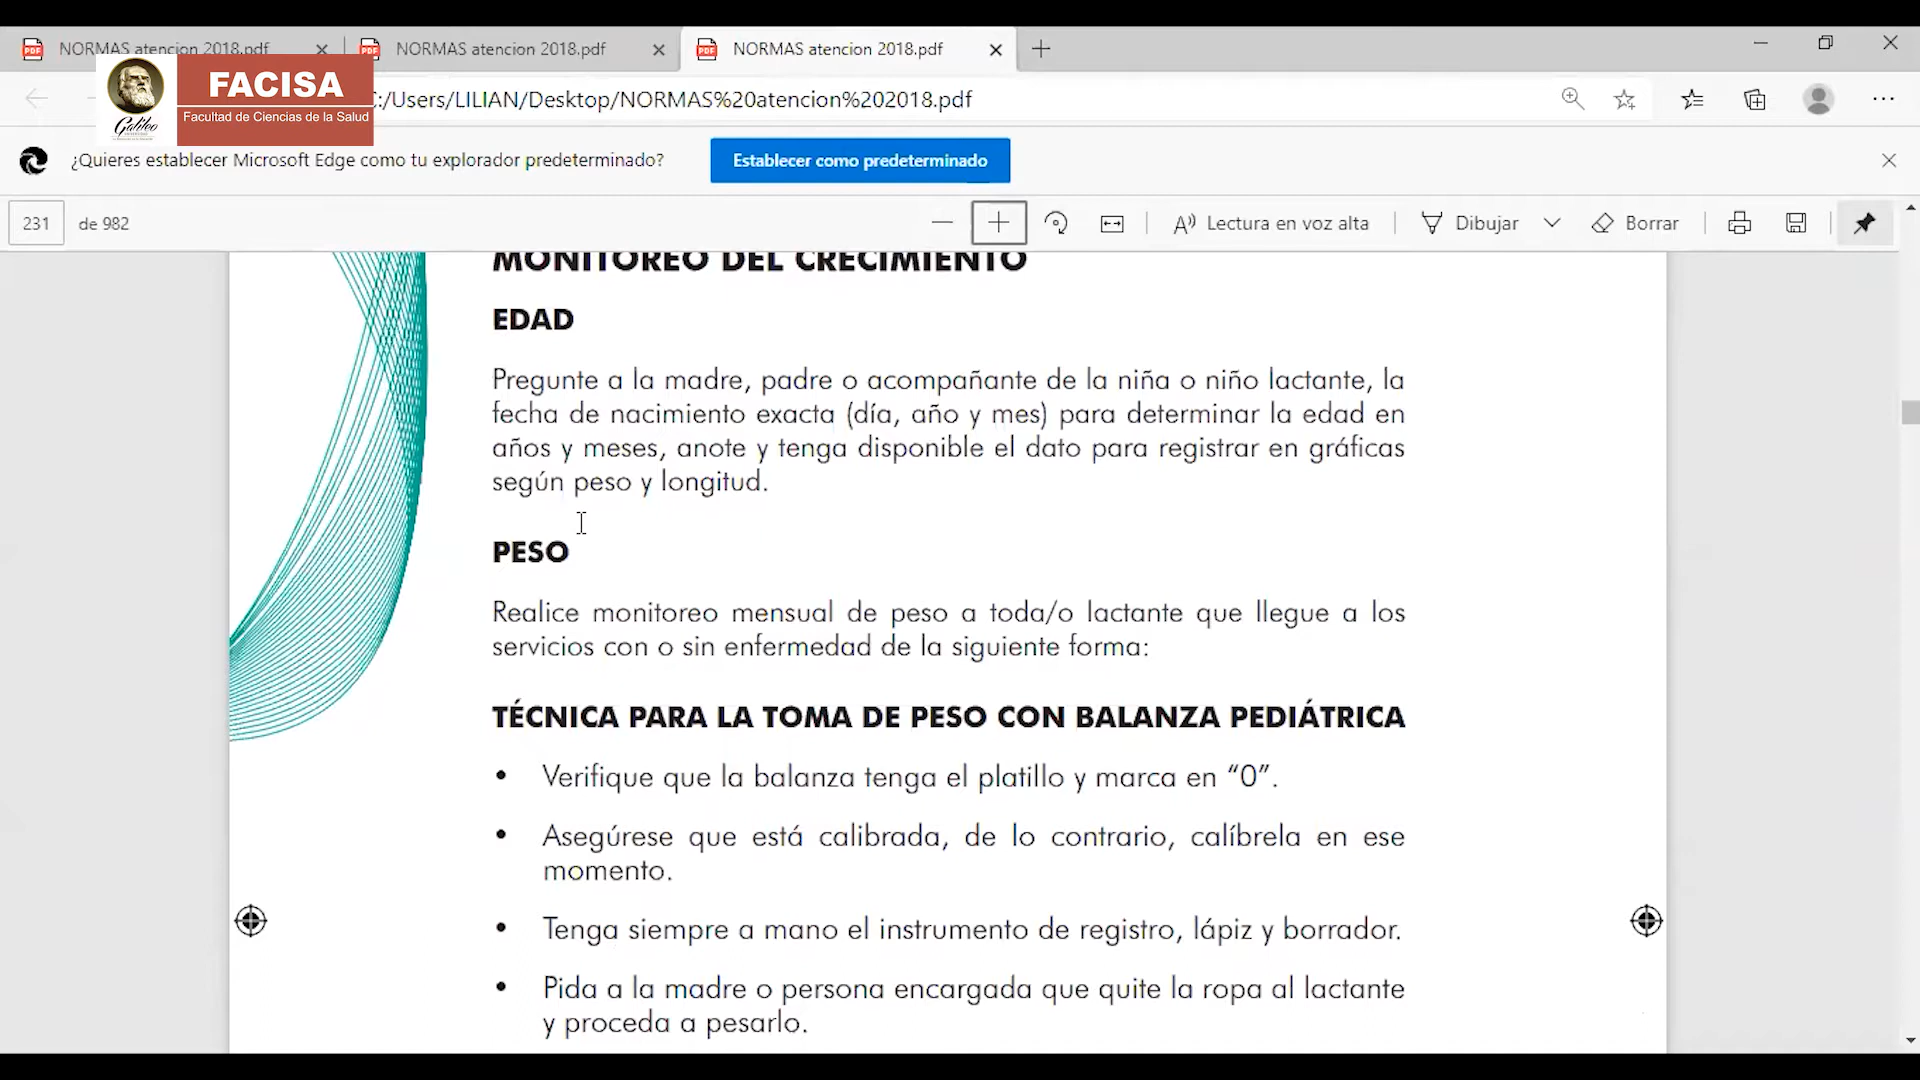 NORMAS atencion 2018.pdf
NORMAS atencion 2018.pdf
NORMAS atencion 2018.pdf
FACISA
Facultad de Ciencias de la Salud
Galileo
C:/Users/LILIAN/Desktop/NORMAS%20atencion%202018.pdf
¿Quieres establecer Microsoft Edge como tu explorador predeterminado?
Establecer como predeterminado
231 de 982
Lectura en voz alta
Dibujar
Borrar
MONITOREO DEL CRECIMIENTO
EDAD
Pregunte a la madre, padre o acompañante de la niña o niño lactante, la
fecha de nacimiento exacta (día, año y mes) para determinar la edad en
años y meses, anote y tenga disponible el dato para registrar en gráficas
según peso y longitud.
PESO
Realice monitoreo mensual de peso a toda/o lactante que llegue a los
servicios con o sin enfermedad de la siguiente forma:
TÉCNICA PARA LA TOMA DE PESO CON BALANZA PEDIÁTRICA
• Verifique que la balanza tenga el platillo y marca en “0”.
• Asegúrese que está calibrada, de lo contrario, calíbrela en ese
momento.
• Tenga siempre a mano el instrumento de registro, lápiz y borrador.
• Pida a la madre o persona encargada que quite la ropa al lactante
y proceda a pesarlo.